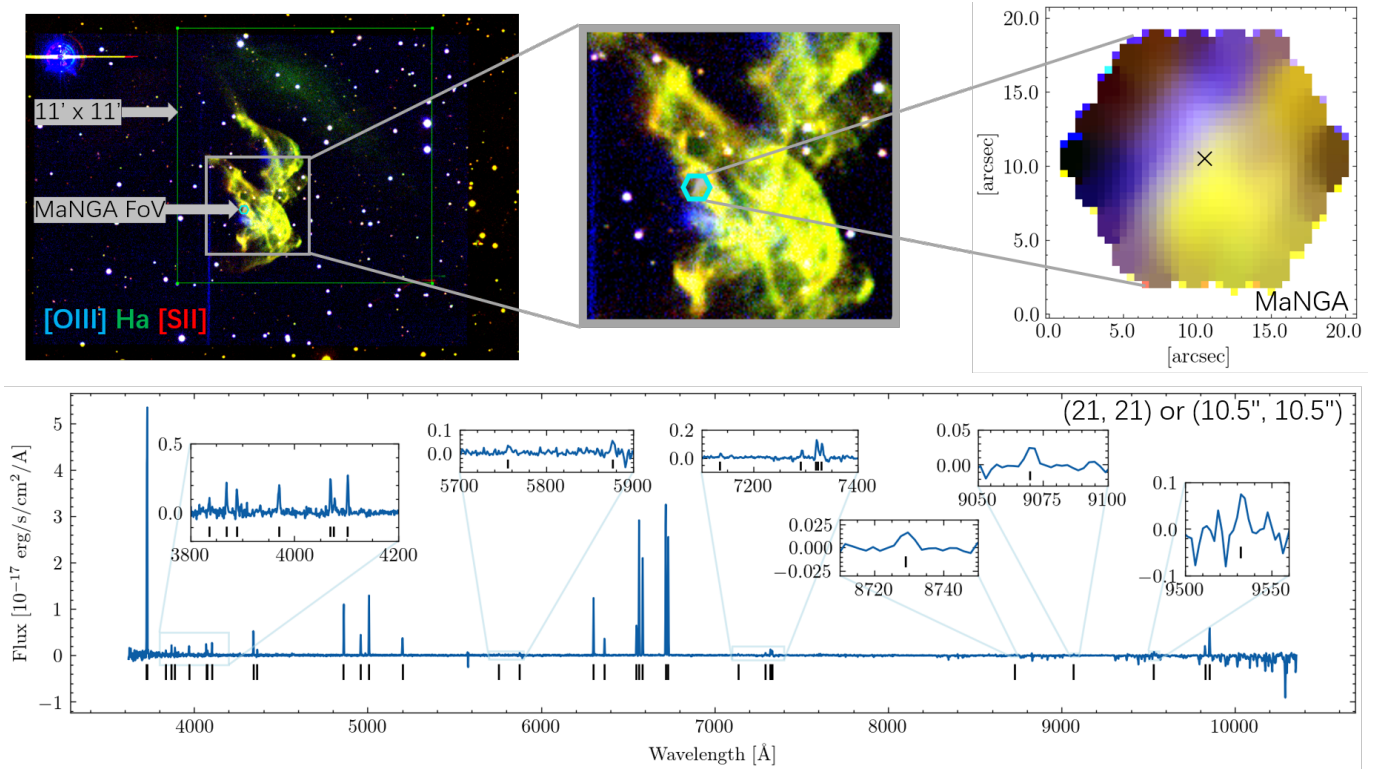 11' x 11'
MaNGA FoV
[OIII] Ha [SII]
20.0
15.0
10.0
5.0
0.0
[arcsec]
MaNGA
0.0 5.0 10.0 15.0 20.0
[arcsec]
(21, 21) or (10.5", 10.5")
Flux [10⁻¹⁷ erg/s/cm²/A]
5
4
3
2
1
0
−1
0.5
0.0
3800 4000 4200
0.1
0.0
5700 5800 5900
0.2
0.0
7200 7400
0.025
0.000
−0.025
8720 8740
0.05
0.00
9050 9075 9100
0.1
0.0
−0.1
9500 9550
4000 5000 6000 7000 8000 9000 10000
Wavelength [Å]